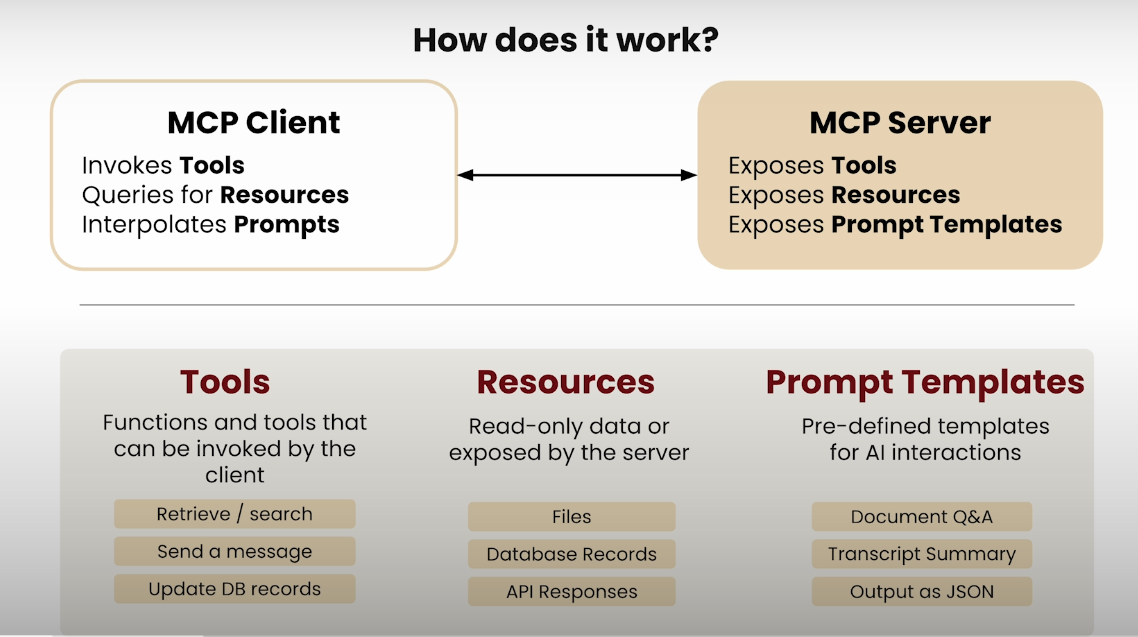 How does it work?
MCP Client
Invokes Tools
Queries for Resources
Interpolates Prompts
MCP Server
Exposes Tools
Exposes Resources
Exposes Prompt Templates
Tools
Functions and tools that
can be invoked by the
client
Retrieve / search
Send a message
Update DB records
Resources
Read-only data or
exposed by the server
Files
Database Records
API Responses
Prompt Templates
Pre-defined templates
for AI interactions
Document Q&A
Transcript Summary
Output as JSON